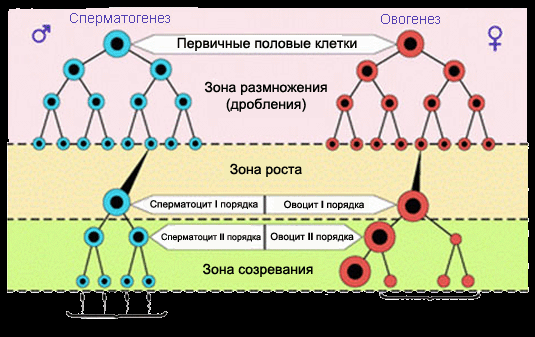 Сперматогенез
Овогенез
♂
♀
Первичные половые клетки
Зона размножения
(дробления)
Зона роста
Сперматоцит I порядка
Овоцит I порядка
Сперматоцит II порядка
Овоцит II порядка
Зона созревания